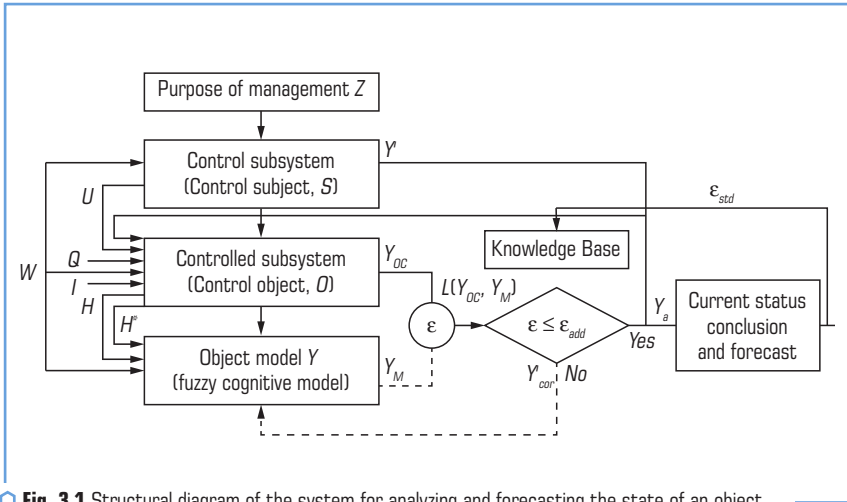 Purpose of management Z
Control subsystem
(Control subject, S)
Y'
U
ε_std
Knowledge Base
Q
W
I
H
Controlled subsystem
(Control object, O)
Y_OC
L(Y_OC, Y_M)
ε
ε ≤ ε_add
Y_a
Yes
Current status
conclusion
and forecast
Object model Y
(fuzzy cognitive model)
Y_M
Y'_cor No
Fig. 3.1 Structural diagram of the system for analyzing and forecasting the state of an object